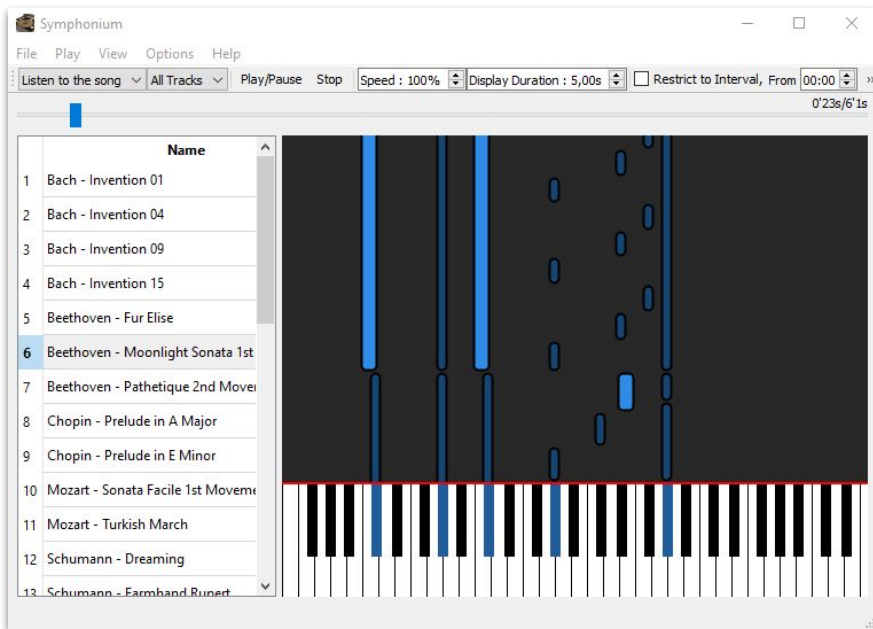 Symphonium
File Play View Options Help
Listen to the song All Tracks Play/Pause Stop Speed : 100% Display Duration : 5,00s Restrict to Interval, From 00:00 »
0'23s/6'1s
Name
1 Bach - Invention 01
2 Bach - Invention 04
3 Bach - Invention 09
4 Bach - Invention 15
5 Beethoven - Fur Elise
6 Beethoven - Moonlight Sonata 1st
7 Beethoven - Pathetique 2nd Mover
8 Chopin - Prelude in A Major
9 Chopin - Prelude in E Minor
10 Mozart - Sonata Facile 1st Moveme
11 Mozart - Turkish March
12 Schumann - Dreaming
13 Schumann - Farmhand Rupert